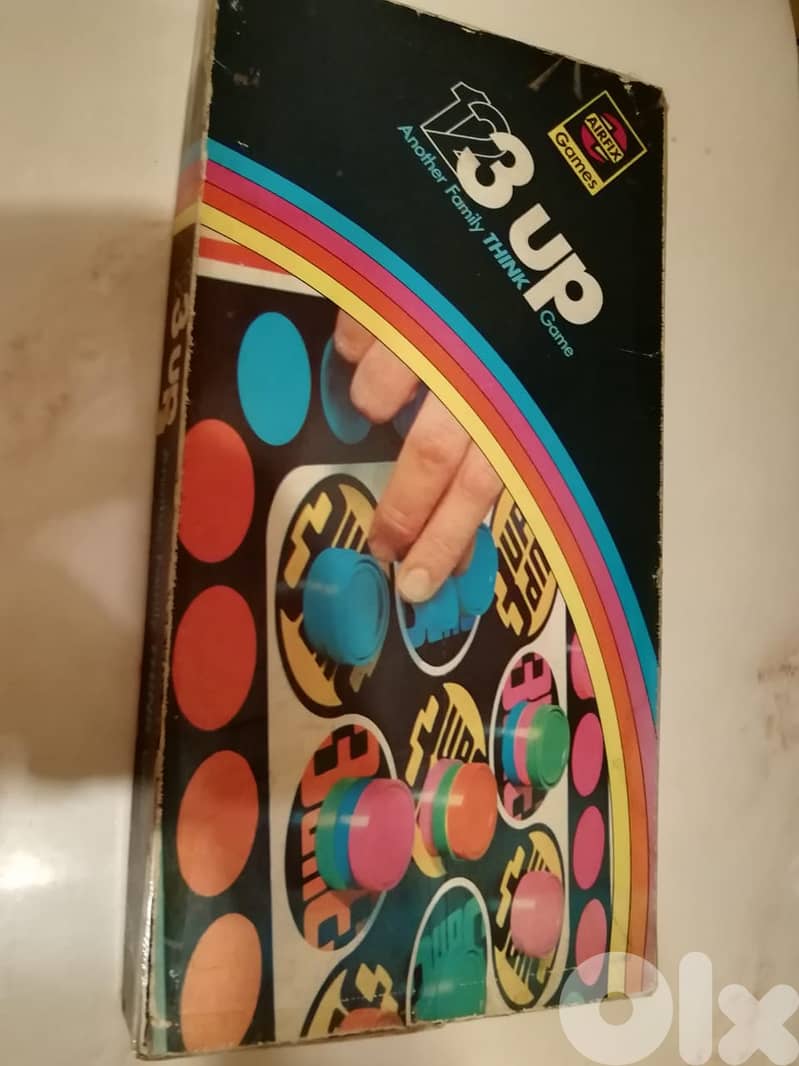 AIRFIX
Games
123 up
Another Family THINK Game
3 up
olx